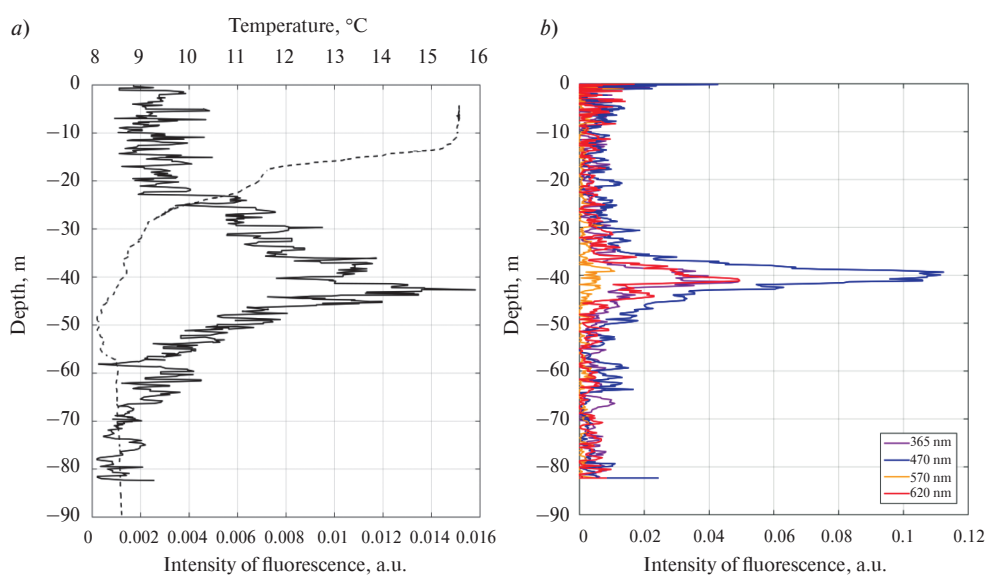 a)
Temperature, °C
8 9 10 11 12 13 14 15 16
0
−10
−20
−30
−40
−50
−60
−70
−80
−90
Depth, m
0 0.002 0.004 0.006 0.008 0.010 0.012 0.014 0.016
Intensity of fluorescence, a.u.
b)
0
−10
−20
−30
−40
−50
−60
−70
−80
−90
Depth, m
365 nm
470 nm
570 nm
620 nm
0 0.02 0.04 0.06 0.08 0.1 0.12
Intensity of fluorescence, a.u.